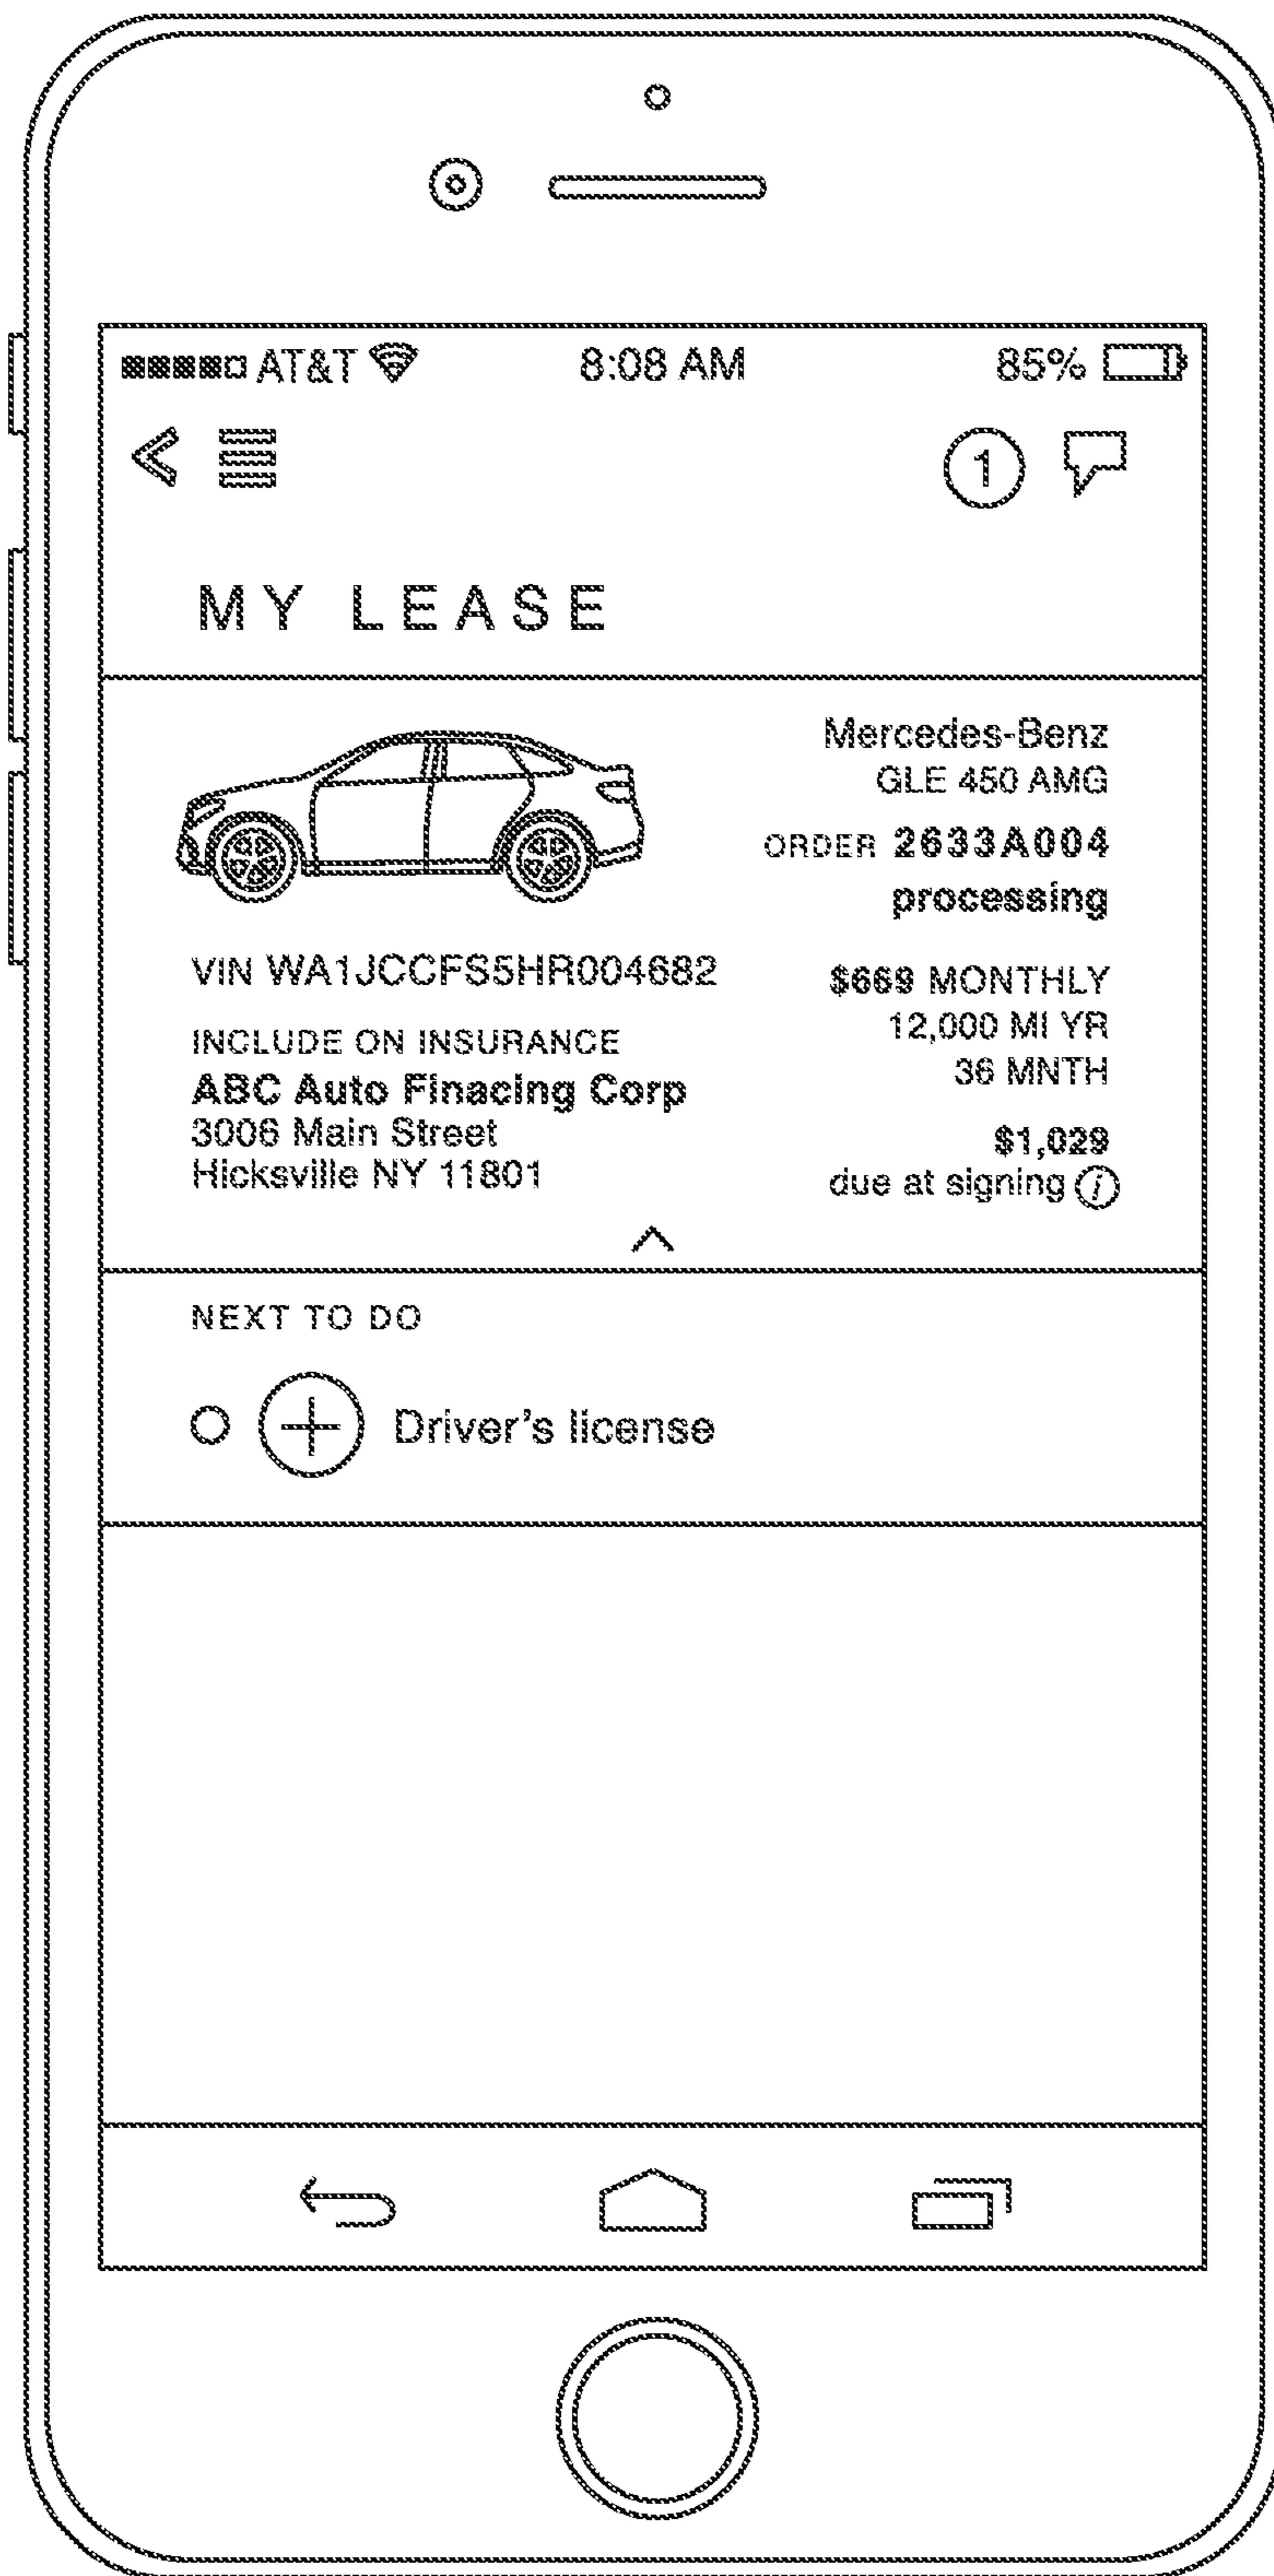 AT&T 8:08 AM 85%
1
MY LEASE
Mercedes-Benz
GLE 450 AMG
ORDER 2633A004
processing
VIN WA1JCCFS5HR004682
INCLUDE ON INSURANCE
ABC Auto Finacing Corp
3006 Main Street
Hicksville NY 11801
$669 MONTHLY
12,000 MI YR
36 MNTH
$1,029
due at signing i
NEXT TO DO
Driver's license